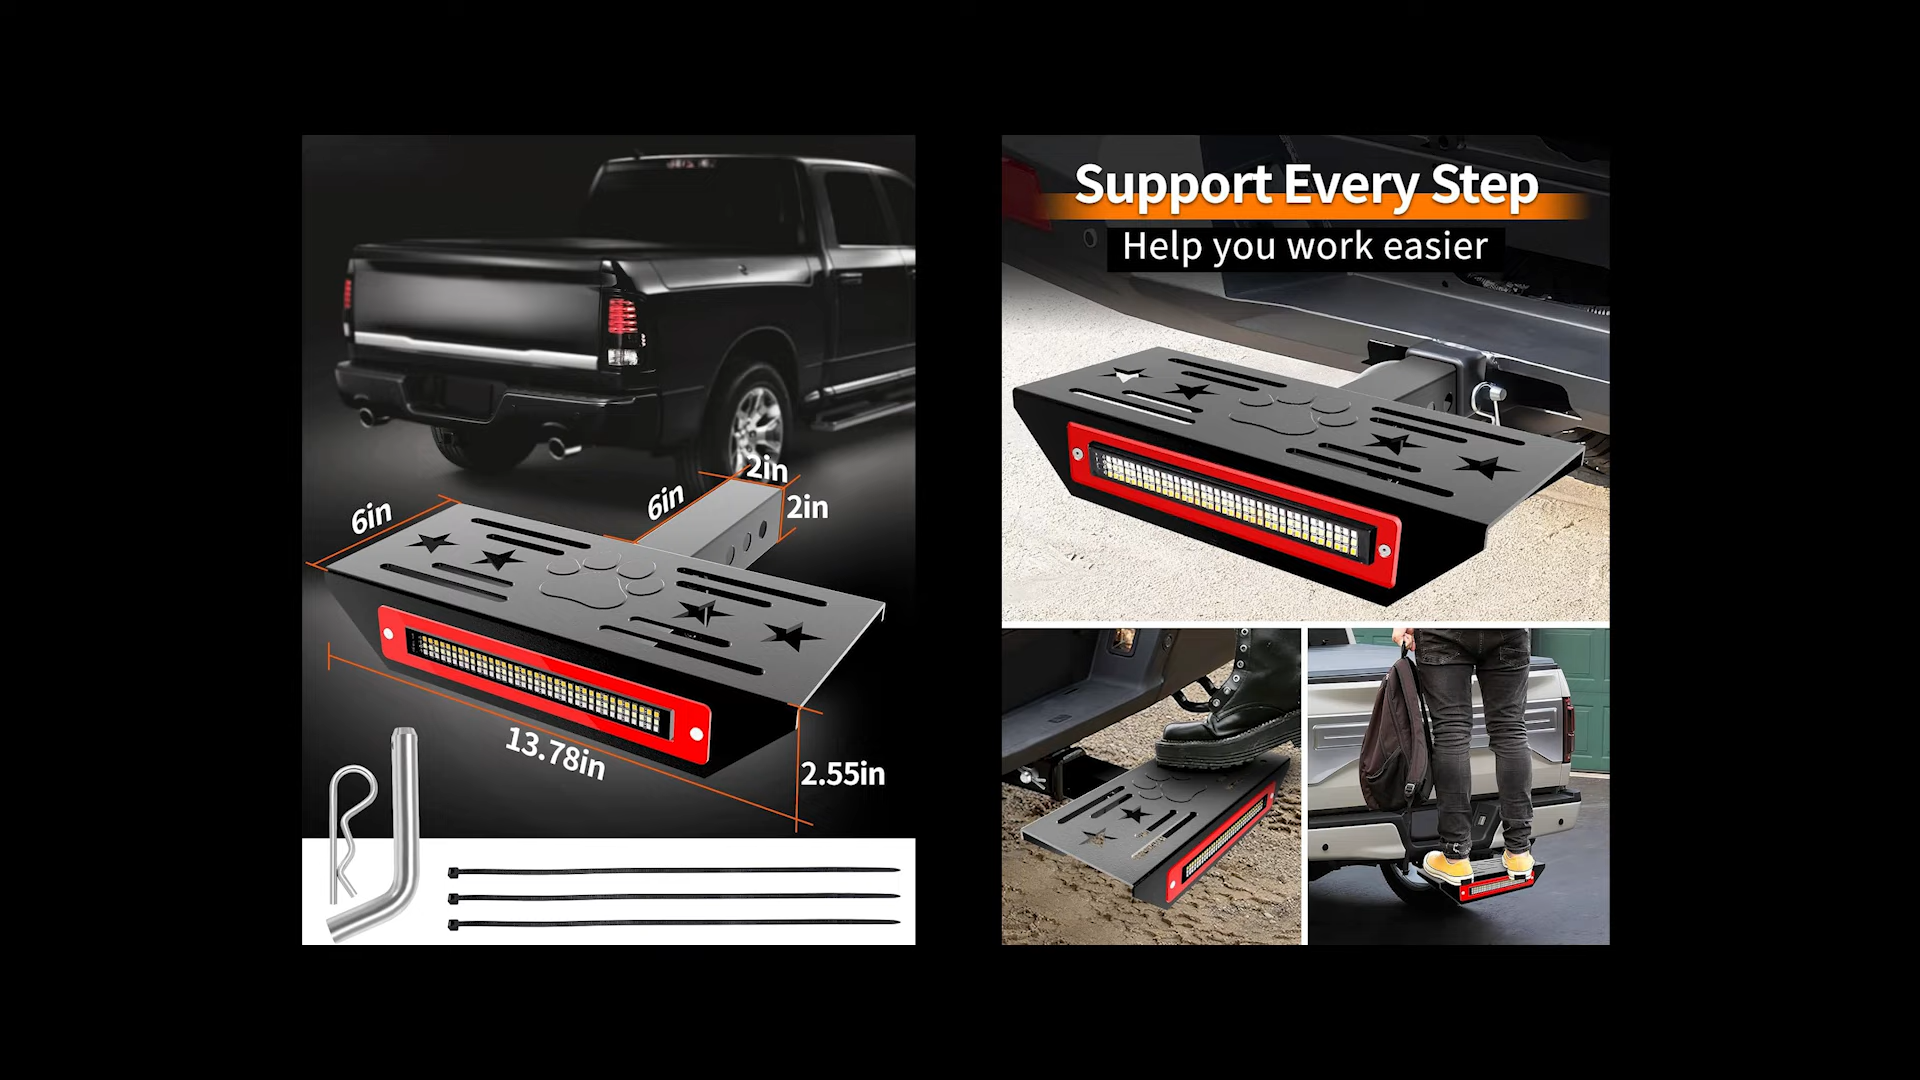 2in
6in
2in
6in
13.78in
2.55in
Support Every Step
Help you work easier